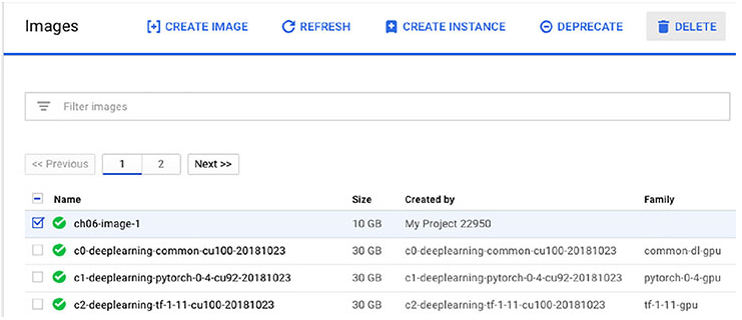 Images CREATE IMAGE REFRESH CREATE INSTANCE DEPRECATE DELETE
Filter images
<< Previous 1 2 Next >>
Name Size Created by Family
ch06-image-1 10 GB My Project 22950
c0-deeplearning-common-cu100-20181023 30 GB c0-deeplearning-common-cu100-20181023 common-dl-gpu
c1-deeplearning-pytorch-0-4-cu92-20181023 30 GB c1-deeplearning-pytorch-0-4-cu92-20181023 pytorch-0-4-gpu
c2-deeplearning-tf-1-11-cu100-20181023 30 GB c2-deeplearning-tf-1-11-cu100-20181023 tf-1-11-gpu